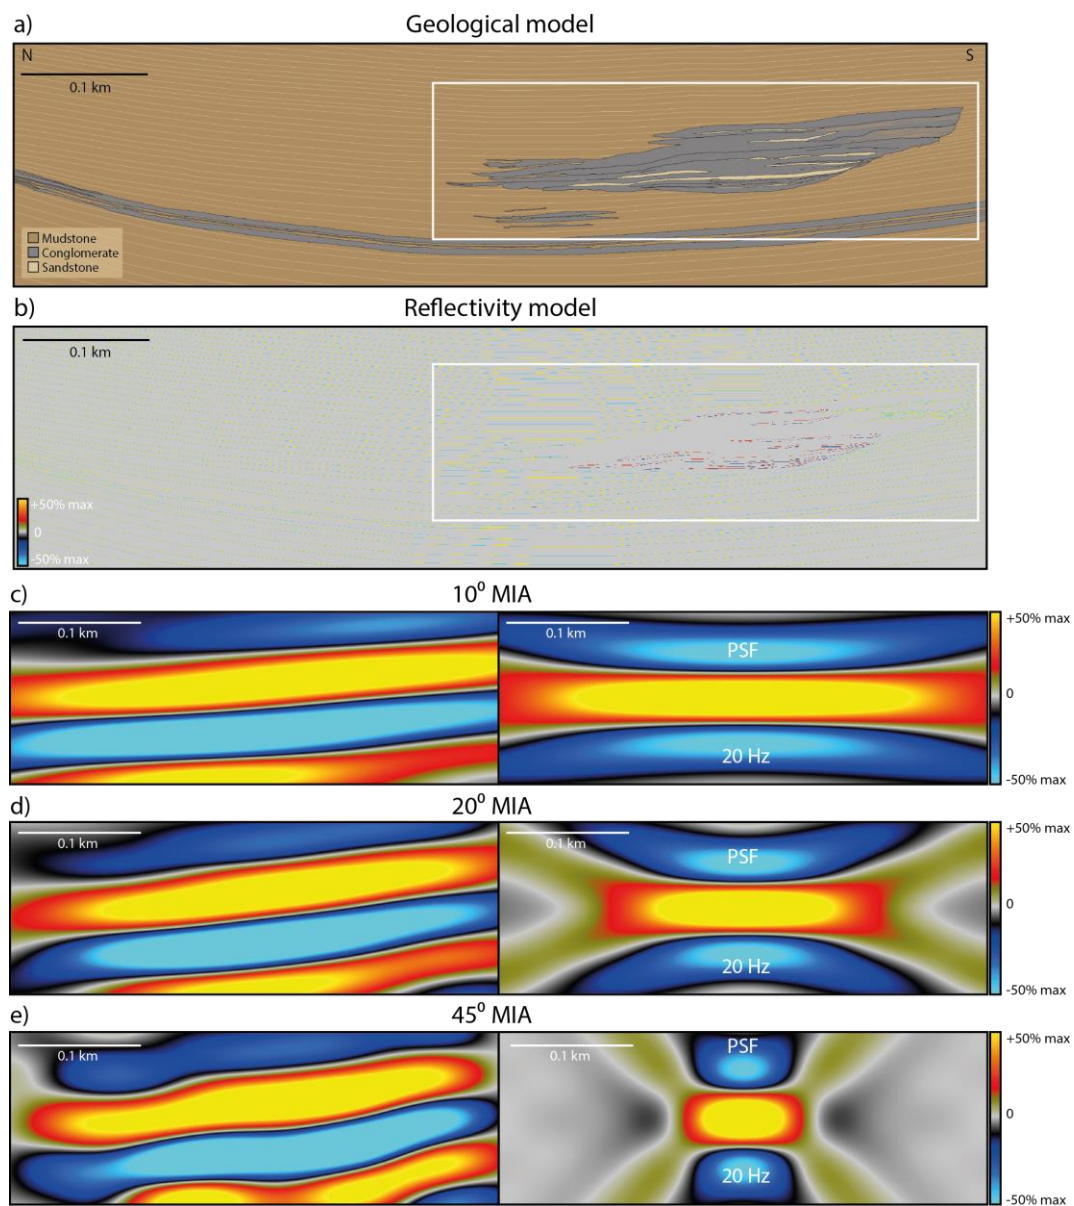 a)
Geological model
N
S
0.1 km
Mudstone
Conglomerate
Sandstone
b)
Reflectivity model
0.1 km
+50% max
0
-50% max
c)
10⁰ MIA
0.1 km
0.1 km
PSF
20 Hz
+50% max
0
-50% max
d)
20⁰ MIA
0.1 km
0.1 km
PSF
20 Hz
+50% max
0
-50% max
e)
45⁰ MIA
0.1 km
0.1 km
PSF
20 Hz
+50% max
0
-50% max